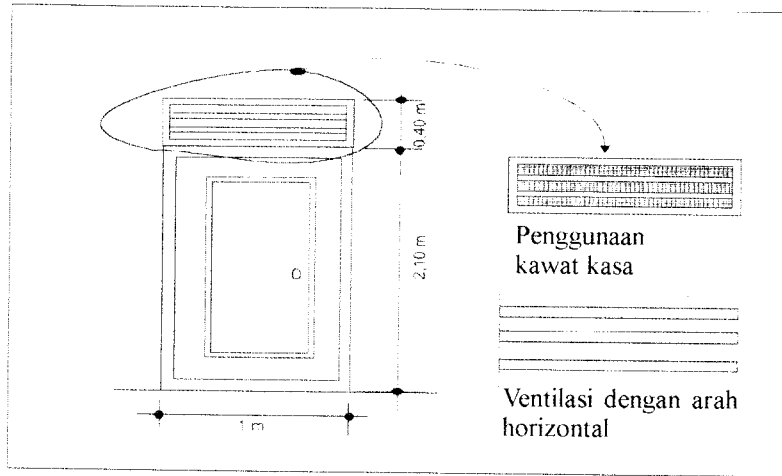 0,40 m
2,10 m
1 m
Penggunaan
kawat kasa
Ventilasi dengan arah
horizontal